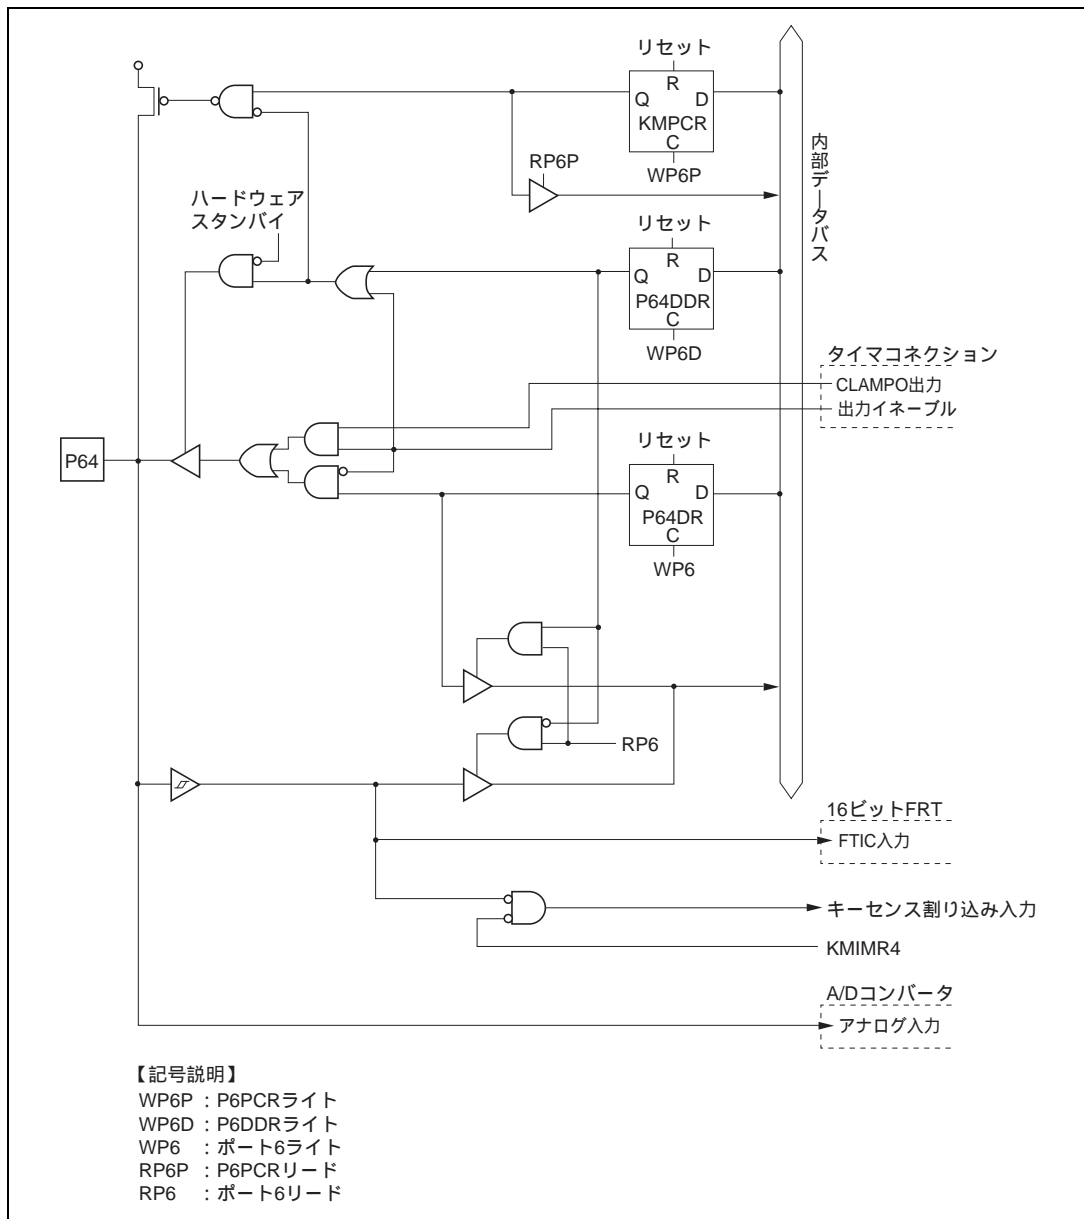 リセット
R
Q D
KMPCR
C
WP6P
RP6P
内部データバス
ハードウェア
スタンバイ
リセット
R
Q D
P64DDR
C
WP6D
タイマコネクション
CLAMPO出力
出力イネーブル
P64
リセット
R
Q D
P64DR
C
WP6
RP6
16ビットFRT
FTIC入力
キーセンス割り込み入力
KMIMR4
A/Dコンバータ
アナログ入力
【記号説明】
WP6P : P6PCRライト
WP6D : P6DDRライト
WP6 : ポート6ライト
RP6P : P6PCRリード
RP6 : ポート6リード